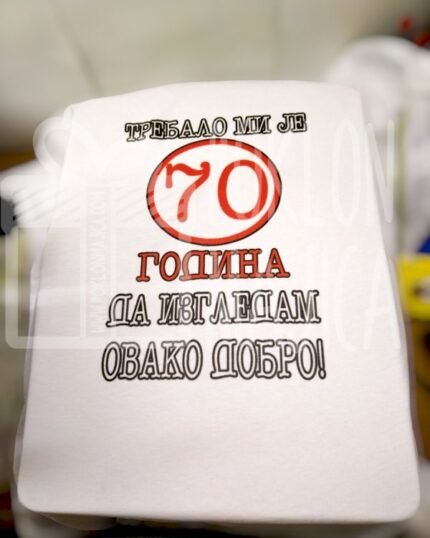 ТРЕБАЛО МИ ЈЕ
70
ГОДИНА
ДА ИЗГЛЕДАМ
ОВАКО ДОБРО!